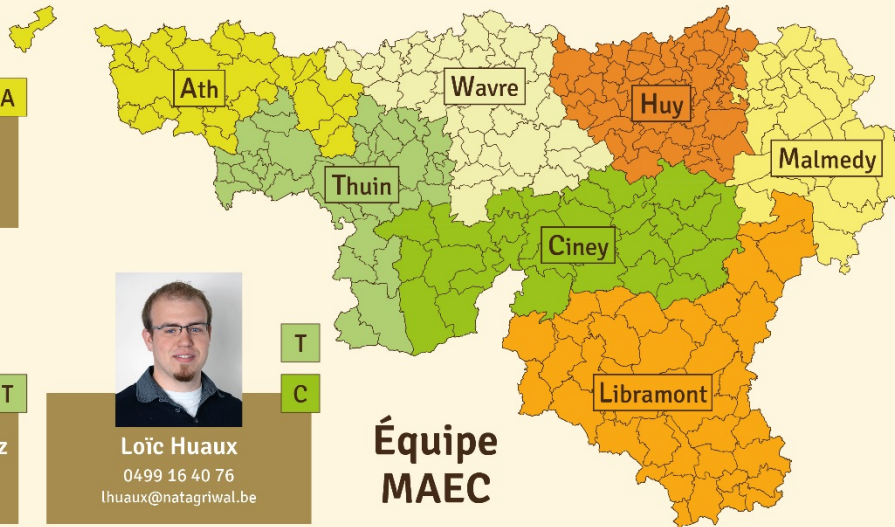 A
Ath
Wavre
Huy
Malmedy
Thuin
Ciney
Libramont
T
T
C
z
Loïc Huaux
0499 16 40 76
lhuaux@natagriwal.be
Équipe
MAEC